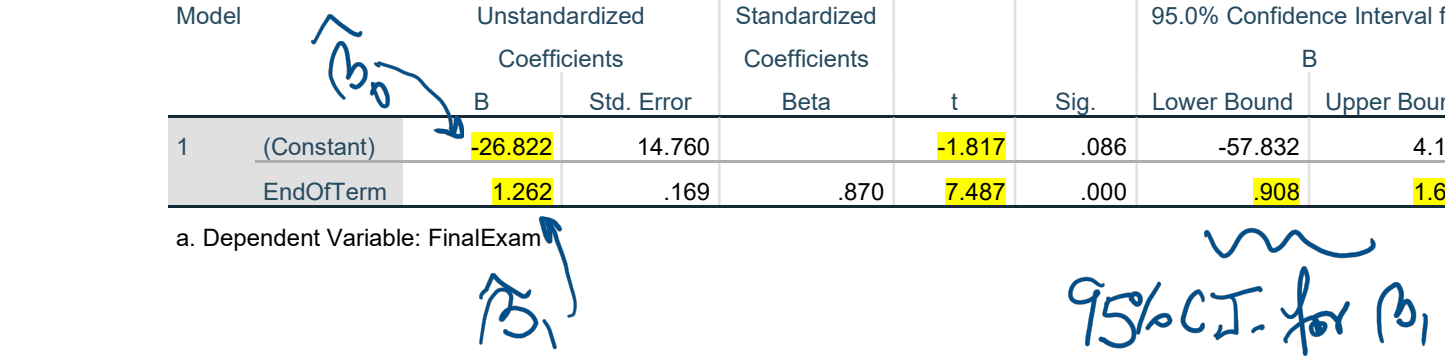 Model Unstandardized Standardized 95.0% Confidence Interval f
Coefficients Coefficients B
β̂₀
B Std. Error Beta t Sig. Lower Bound Upper Boun
1 (Constant) -26.822 14.760 -1.817 .086 -57.832 4.1
EndOfTerm 1.262 .169 .870 7.487 .000 .908 1.6
a. Dependent Variable: FinalExam
β̂₁
95% C.I. for β₁